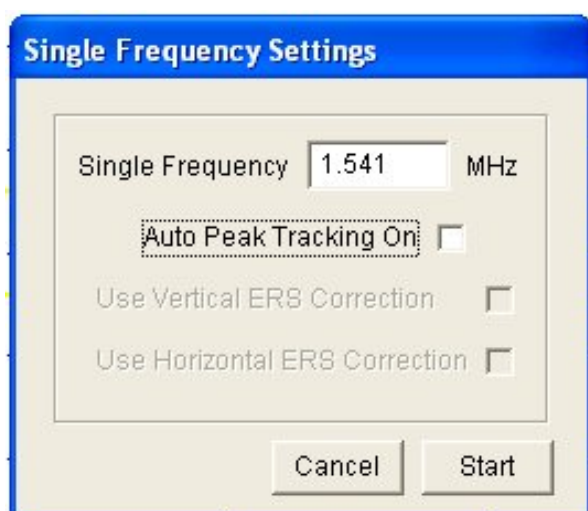 Single Frequency Settings
Single Frequency 1.541 MHz
Auto Peak Tracking On
Use Vertical ERS Correction
Use Horizontal ERS Correction
Cancel Start